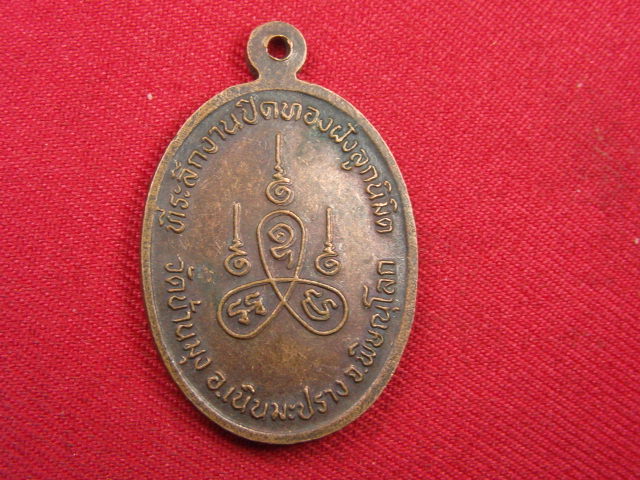 ที่ระลึกงานปิดทองฝังลูกนิมิต
วัดบ้านมุง อ.เนินมะปราง จ.พิษณุโลก